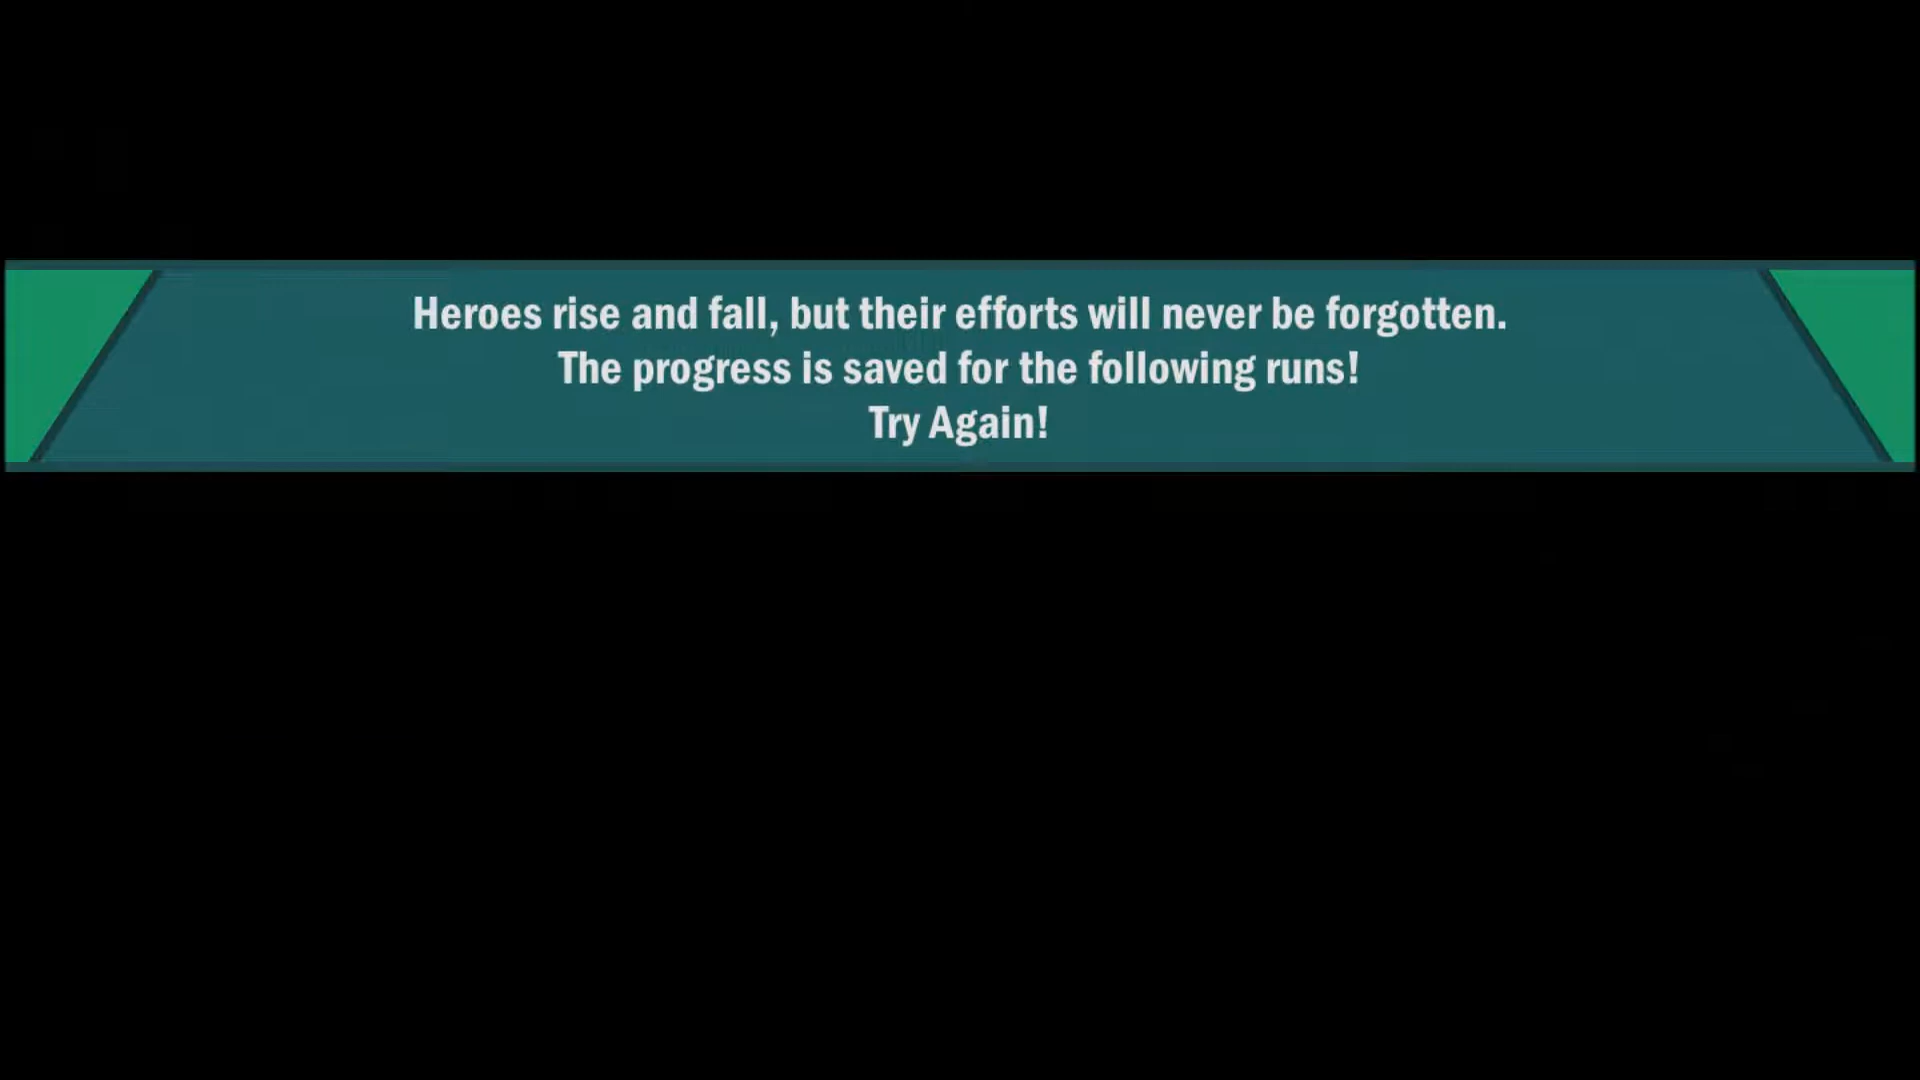 Heroes rise and fall, but their efforts will never be forgotten.
The progress is saved for the following runs!
Try Again!